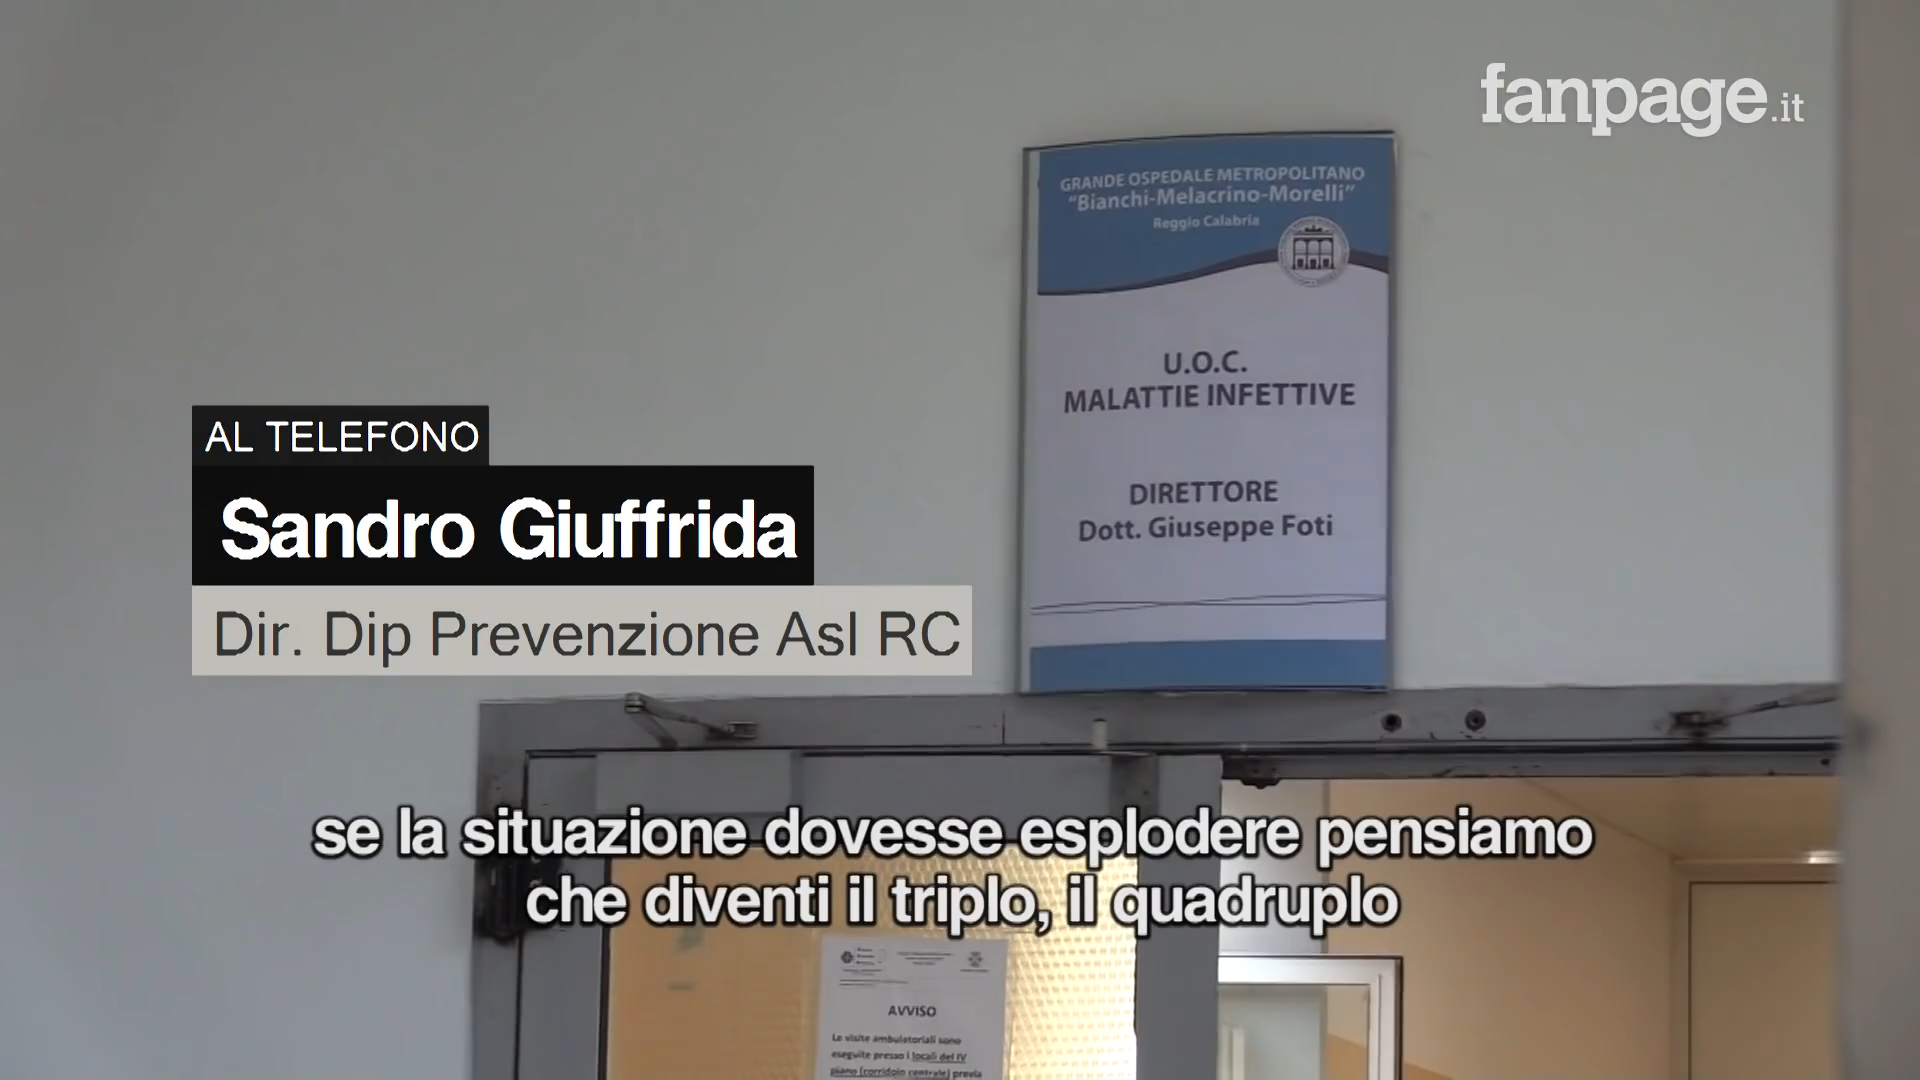 fanpage.it
GRANDE OSPEDALE METROPOLITANO
"Bianchi-Melacrino-Morelli"
Reggio Calabria
U.O.C.
MALATTIE INFETTIVE
DIRETTORE
Dott. Giuseppe Foti
AL TELEFONO
Sandro Giuffrida
Dir. Dip Prevenzione Asl RC
se la situazione dovesse esplodere pensiamo
che diventi il triplo, il quadruplo
AVVISO
Le visite ambulatoriali sono
eseguite presso i locali del IV
piano (corridoio centrale) previa